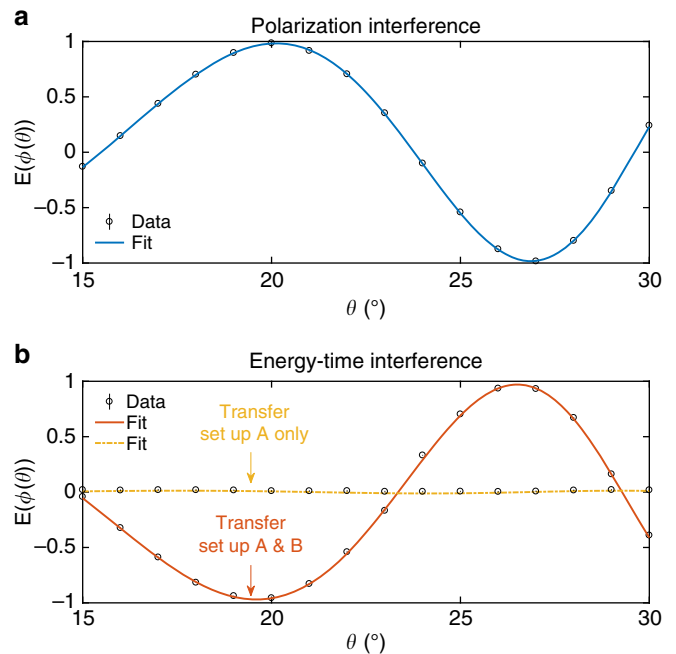 a
Polarization interference
1
0.5
0
−0.5
−1
E(ϕ(θ))
Data
Fit
15
20
25
30
θ (°)
b
Energy-time interference
1
0.5
0
−0.5
−1
E(ϕ(θ))
Data
Fit
Fit
Transfer
set up A only
Transfer
set up A & B
15
20
25
30
θ (°)